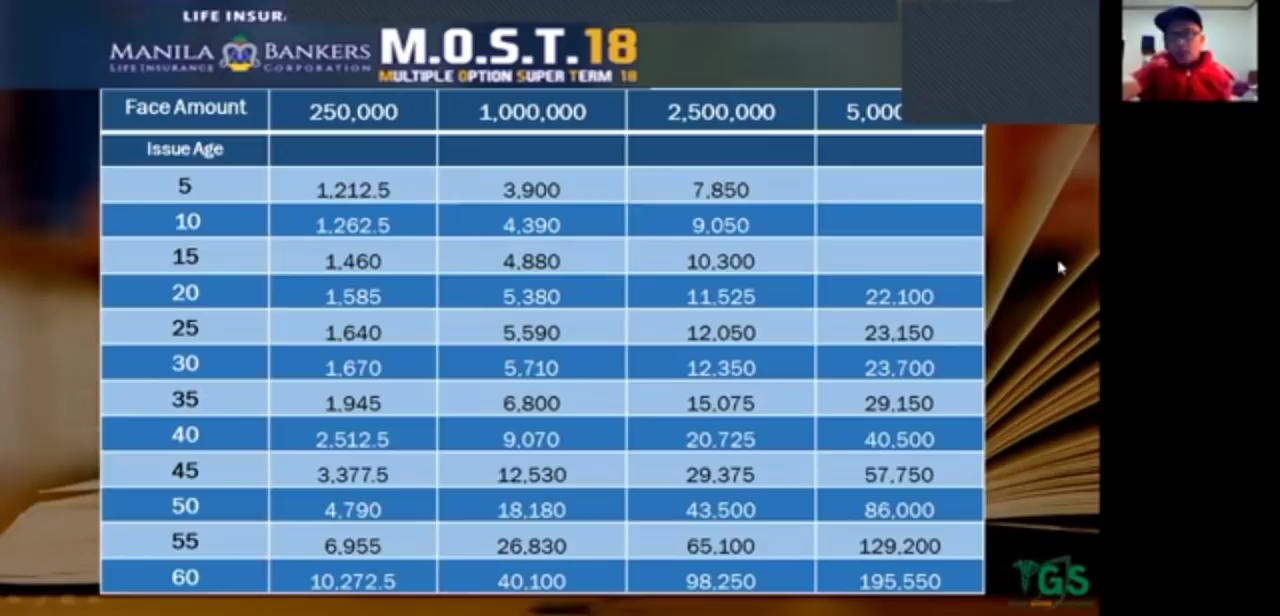 LIFE INSUR
MANILA BANKERS
LIFE INSURANCE CORPORATION
M.O.S.T.18
MULTIPLE OPTION SUPER TERM 18
Face Amount 250,000 1,000,000 2,500,000 5,000
Issue Age
5 1,212.5 3,900 7,850
10 1,262.5 4,390 9,050
15 1,460 4,880 10,300
20 1,585 5,380 11,525 22,100
25 1,640 5,590 12,050 23,150
30 1,670 5,710 12,350 23,700
35 1,945 6,800 15,075 29,150
40 2,512.5 9,070 20,725 40,500
45 3,377.5 12,530 29,375 57,750
50 4,790 18,180 43,500 86,000
55 6,955 26,830 65,100 129,200
60 10,272.5 40,100 98,250 195,550
GS